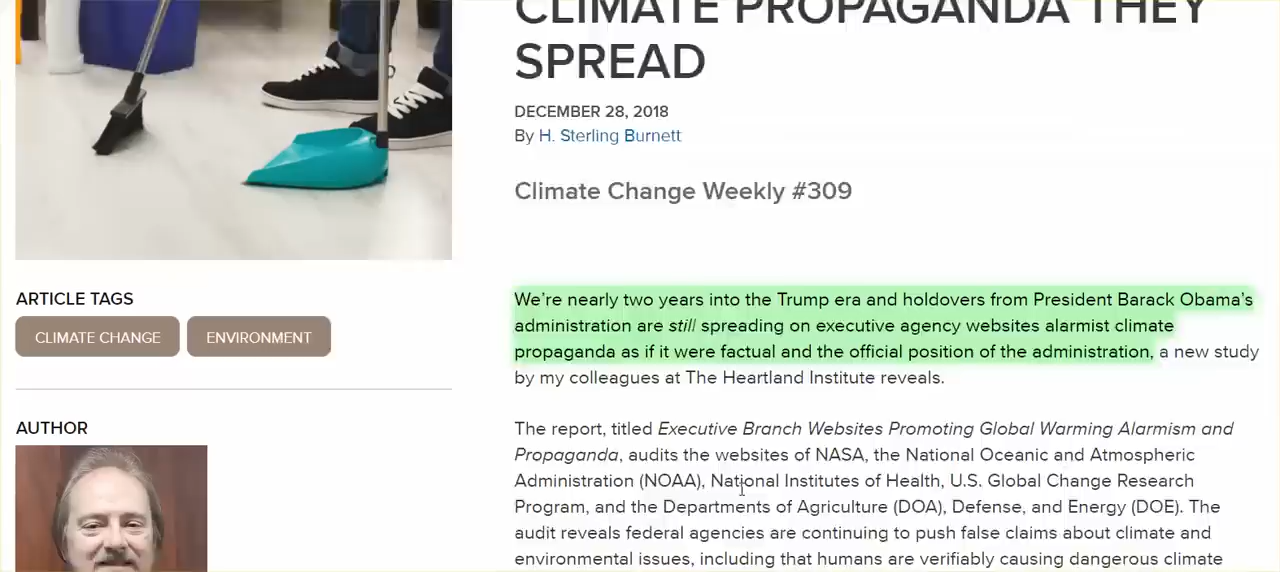 CLIMATE PROPAGANDA THEY
SPREAD
DECEMBER 28, 2018
By H. Sterling Burnett
Climate Change Weekly #309
ARTICLE TAGS
CLIMATE CHANGE
ENVIRONMENT
AUTHOR
We're nearly two years into the Trump era and holdovers from President Barack Obama's
administration are still spreading on executive agency websites alarmist climate
propaganda as if it were factual and the official position of the administration, a new study
by my colleagues at The Heartland Institute reveals.
The report, titled Executive Branch Websites Promoting Global Warming Alarmism and
Propaganda, audits the websites of NASA, the National Oceanic and Atmospheric
Administration (NOAA), National Institutes of Health, U.S. Global Change Research
Program, and the Departments of Agriculture (DOA), Defense, and Energy (DOE). The
audit reveals federal agencies are continuing to push false claims about climate and
environmental issues, including that humans are verifiably causing dangerous climate